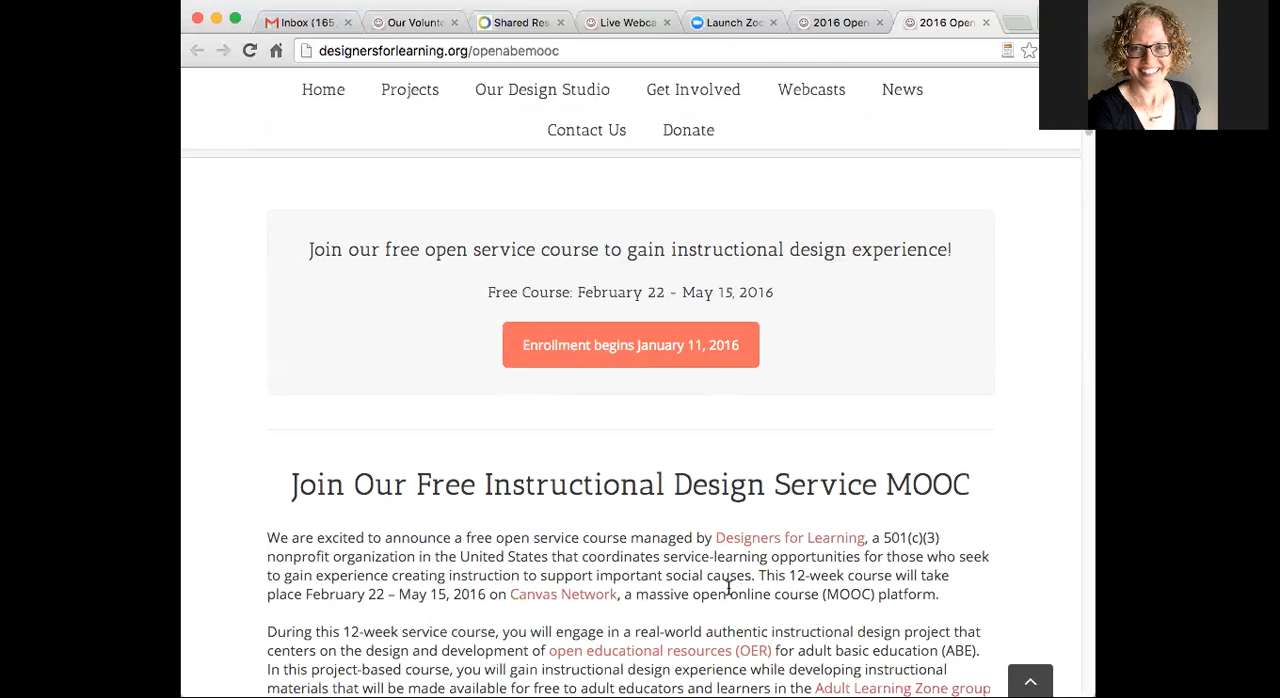 Inbox (165, Our Volunte Shared Res Live Webca Launch Zoo 2016 Open 2016 Open
designersforlearning.org/openabemooc
Home Projects Our Design Studio Get Involved Webcasts News
Contact Us Donate
Join our free open service course to gain instructional design experience!
Free Course: February 22 - May 15, 2016
Enrollment begins January 11, 2016
Join Our Free Instructional Design Service MOOC
We are excited to announce a free open service course managed by Designers for Learning, a 501(c)(3)
nonprofit organization in the United States that coordinates service-learning opportunities for those who seek
to gain experience creating instruction to support important social causes. This 12-week course will take
place February 22 – May 15, 2016 on Canvas Network, a massive open online course (MOOC) platform.
During this 12-week service course, you will engage in a real-world authentic instructional design project that
centers on the design and development of open educational resources (OER) for adult basic education (ABE).
In this project-based course, you will gain instructional design experience while developing instructional
materials that will be made available for free to adult educators and learners in the Adult Learning Zone group